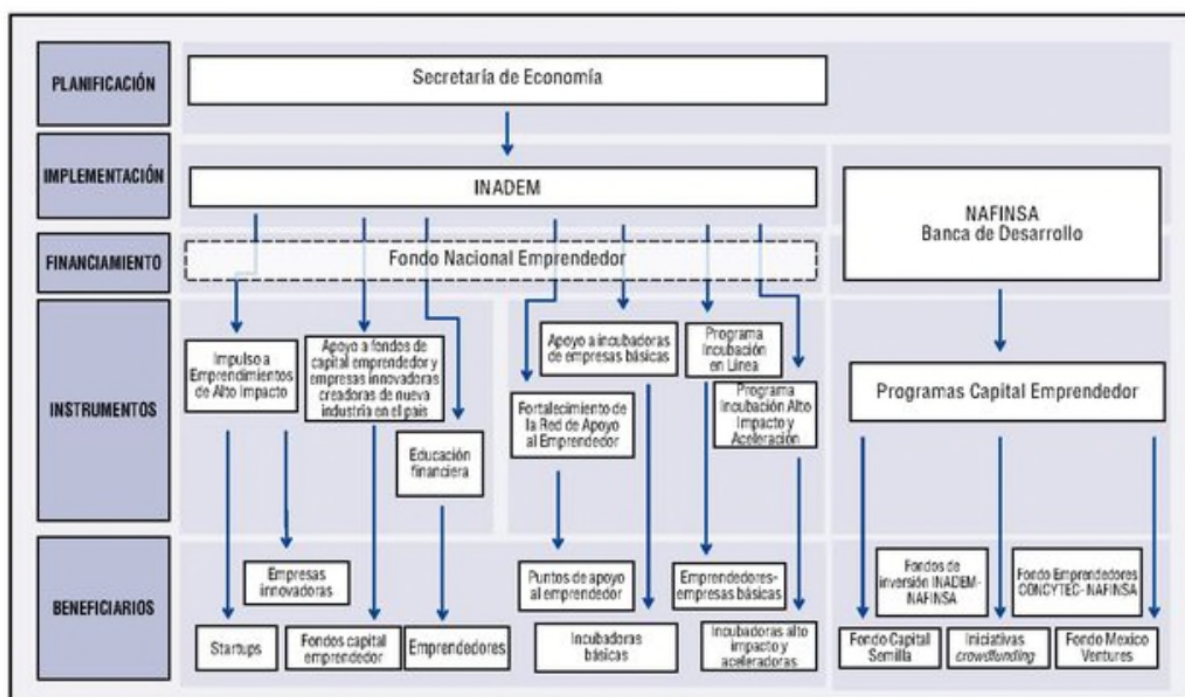 PLANIFICACIÓN
Secretaría de Economía
IMPLEMENTACIÓN
INADEM
NAFINSA
Banca de Desarrollo
FINANCIAMIENTO
Fondo Nacional Emprendedor
INSTRUMENTOS
Impulso a
Emprendimientos
de Alto Impacto
Apoyo a fondos de
capital emprendedor y
empresas innovadoras
creadoras de nueva
industria en el país
Educación
financiera
Fortalecimiento de
la Red de Apoyo
al Emprendedor
Apoyo a incubadoras
de empresas básicas
Programa
Incubación
en Línea
Programa
Incubación Alto
Impacto y
Aceleración
Programas Capital Emprendedor
BENEFICIARIOS
Startups
Empresas
innovadoras
Fondos capital
emprendedor
Emprendedores
Puntos de apoyo
al emprendedor
Incubadoras
básicas
Emprendedores-
empresas básicas
Incubadoras alto
impacto y
aceleradoras
Fondos de
inversión INADEM-
NAFINSA
Fondo Emprendedores
CONCYTEC- NAFINSA
Fondo Capital
Semilla
Iniciativas
crowdfunding
Fondo Mexico
Ventures